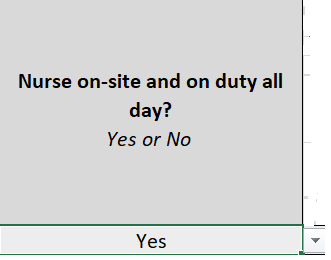 Nurse on-site and on duty all
day?
Yes or No
Yes